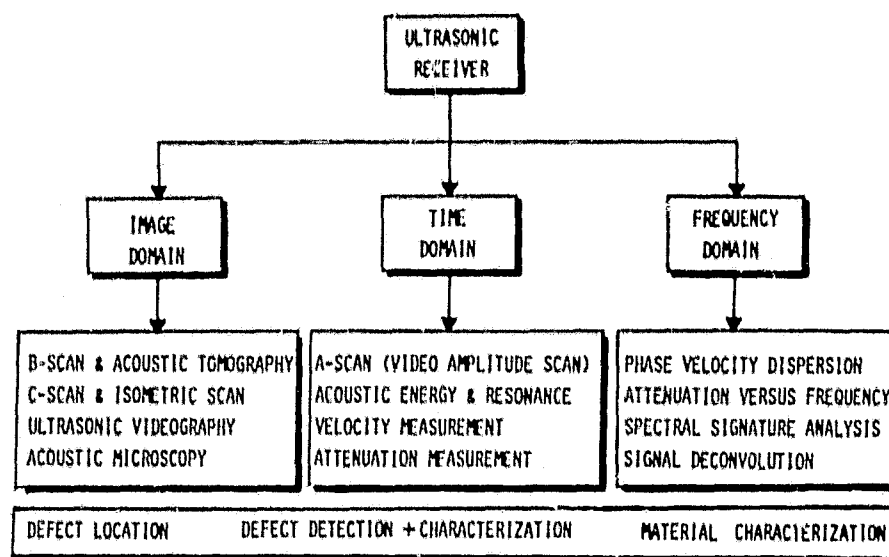 ULTRASONIC
RECEIVER
IMAGE
DOMAIN
TIME
DOMAIN
FREQUENCY
DOMAIN
B-SCAN & ACOUSTIC TOMOGRAPHY
C-SCAN & ISOMETRIC SCAN
ULTRASONIC VIDEOGRAPHY
ACOUSTIC MICROSCOPY
A-SCAN (VIDEO AMPLITUDE SCAN)
ACOUSTIC ENERGY & RESONANCE
VELOCITY MEASUREMENT
ATTENUATION MEASUREMENT
PHASE VELOCITY DISPERSION
ATTENUATION VERSUS FREQUENCY
SPECTRAL SIGNATURE ANALYSIS
SIGNAL DECONVOLUTION
DEFECT LOCATION DEFECT DETECTION + CHARACTERIZATION MATERIAL CHARACTERIZATION